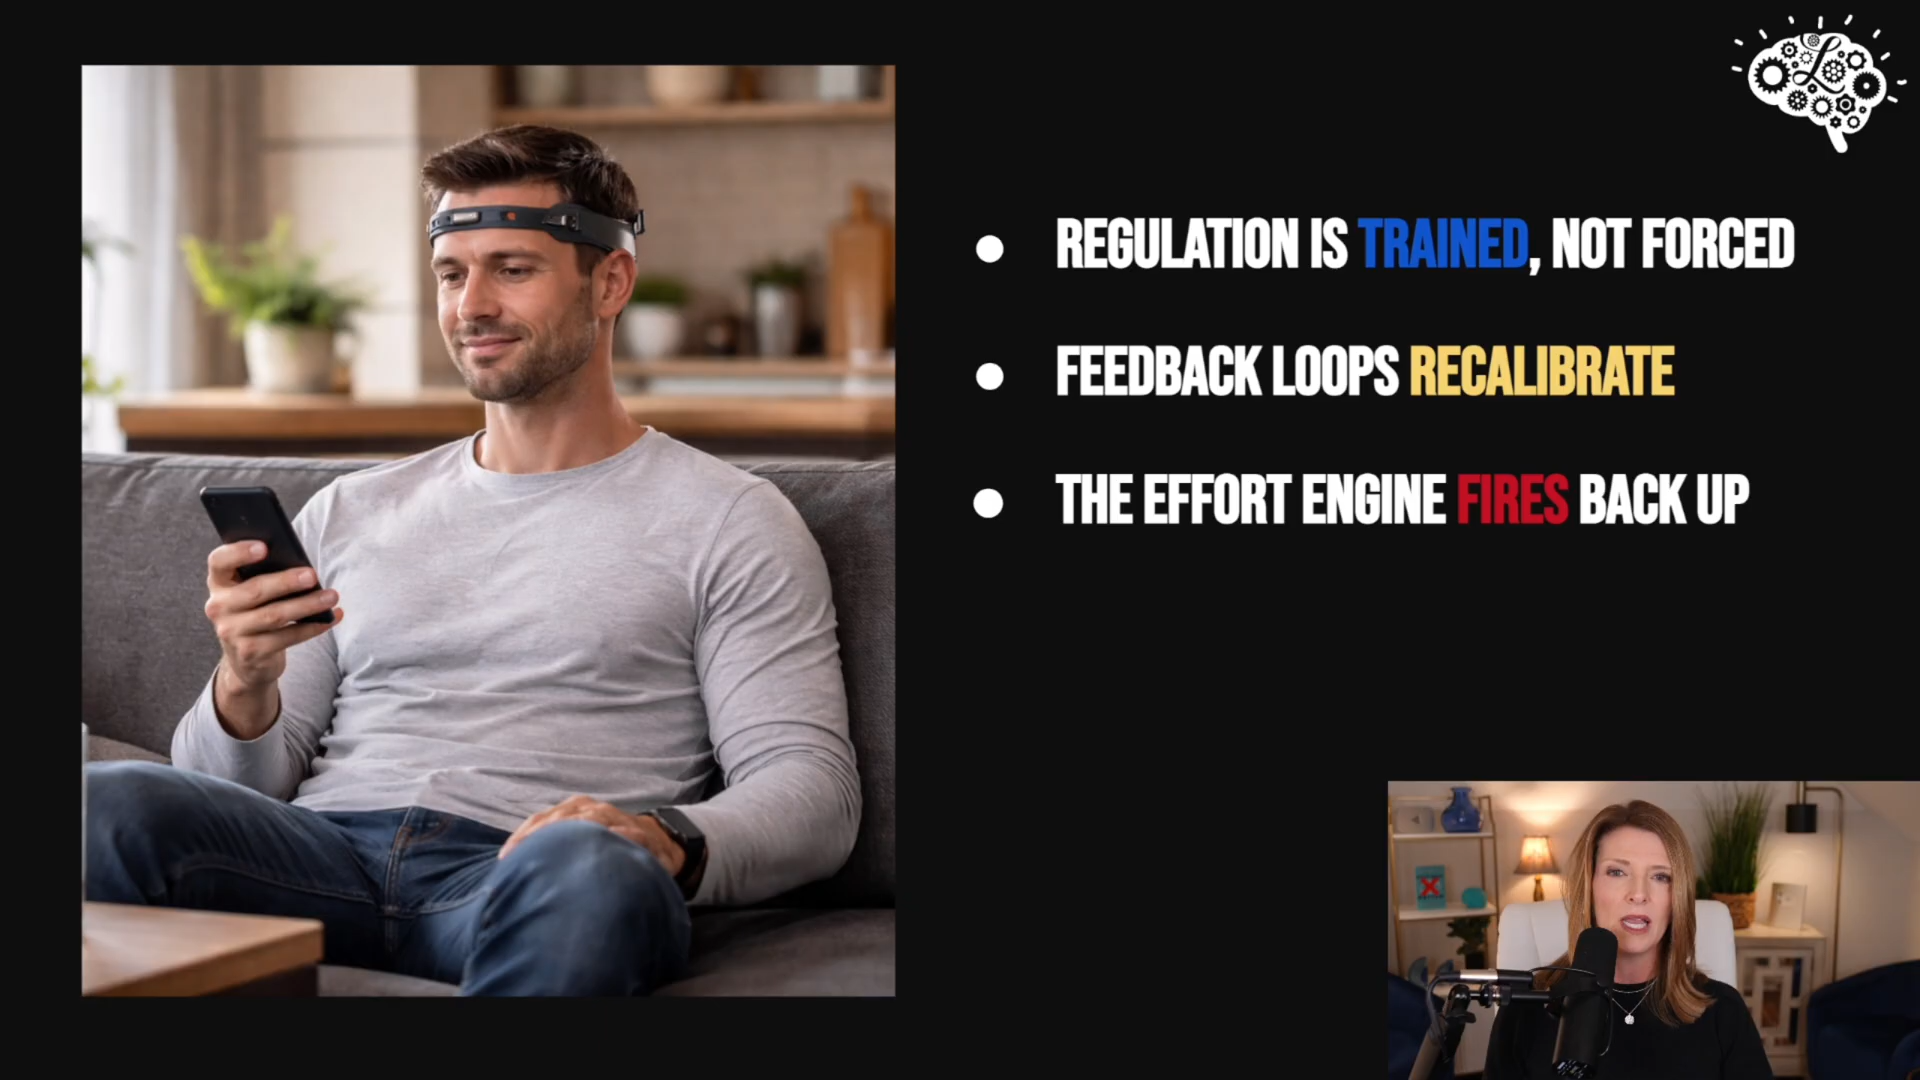 REGULATION IS TRAINED, NOT FORCED
FEEDBACK LOOPS RECALIBRATE
THE EFFORT ENGINE FIRES BACK UP